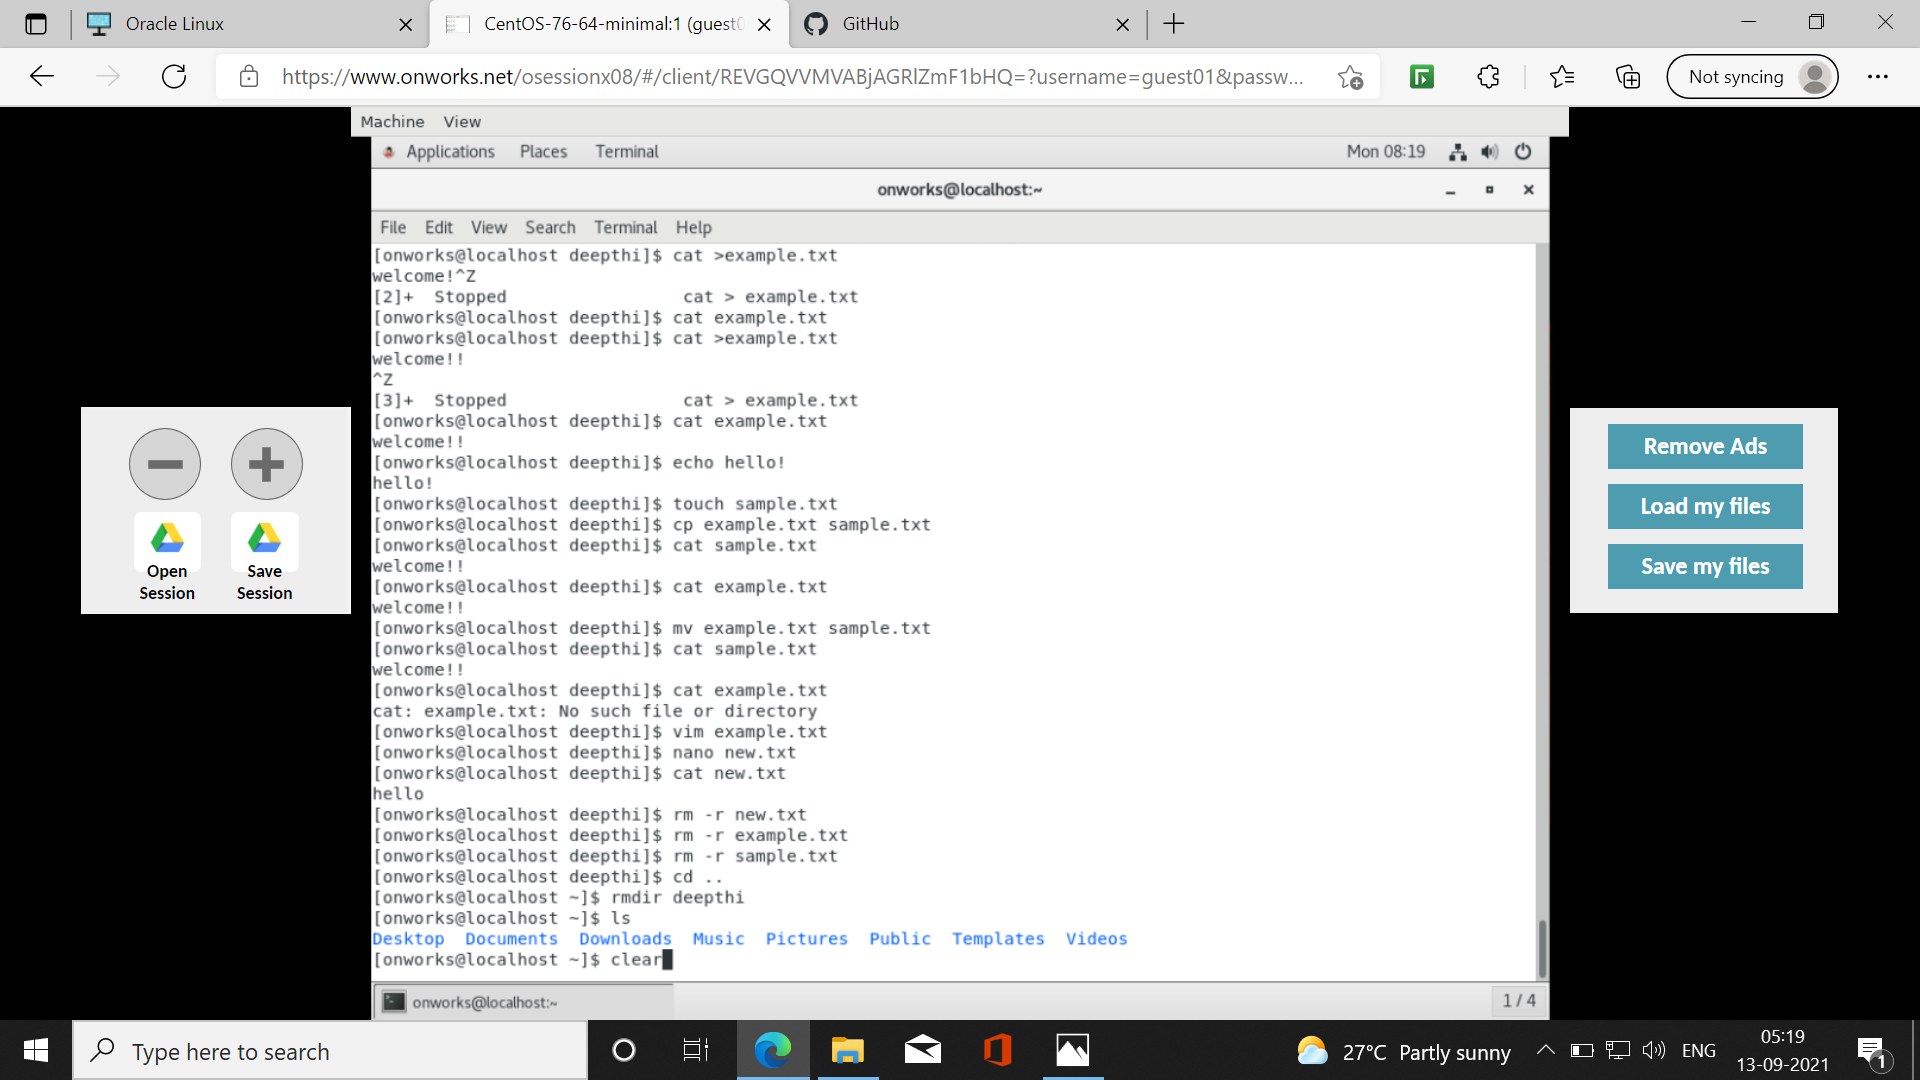 Oracle Linux
CentOS-76-64-minimal:1 (guest0
GitHub
https://www.onworks.net/osessionx08/#/client/REVGQVVMVABjAGRlZmF1bHQ=?username=guest01&passw...
Not syncing
Machine View
Applications Places Terminal Mon 08:19
onworks@localhost:~
File Edit View Search Terminal Help
[onworks@localhost deepthi]$ cat >example.txt
welcome!^Z
[2]+  Stopped                 cat > example.txt
[onworks@localhost deepthi]$ cat example.txt
[onworks@localhost deepthi]$ cat >example.txt
welcome!!
^Z
[3]+  Stopped                 cat > example.txt
[onworks@localhost deepthi]$ cat example.txt
welcome!!
[onworks@localhost deepthi]$ echo hello!
hello!
[onworks@localhost deepthi]$ touch sample.txt
[onworks@localhost deepthi]$ cp example.txt sample.txt
[onworks@localhost deepthi]$ cat sample.txt
welcome!!
[onworks@localhost deepthi]$ cat example.txt
welcome!!
[onworks@localhost deepthi]$ mv example.txt sample.txt
[onworks@localhost deepthi]$ cat sample.txt
welcome!!
[onworks@localhost deepthi]$ cat example.txt
cat: example.txt: No such file or directory
[onworks@localhost deepthi]$ vim example.txt
[onworks@localhost deepthi]$ nano new.txt
[onworks@localhost deepthi]$ cat new.txt
hello
[onworks@localhost deepthi]$ rm -r new.txt
[onworks@localhost deepthi]$ rm -r example.txt
[onworks@localhost deepthi]$ rm -r sample.txt
[onworks@localhost deepthi]$ cd ..
[onworks@localhost ~]$ rmdir deepthi
[onworks@localhost ~]$ ls
Desktop  Documents  Downloads  Music  Pictures  Public  Templates  Videos
[onworks@localhost ~]$ clear
onworks@localhost:~
1 / 4
Open
Session
Save
Session
Remove Ads
Load my files
Save my files
Type here to search
27°C Partly sunny
ENG
05:19
13-09-2021
1